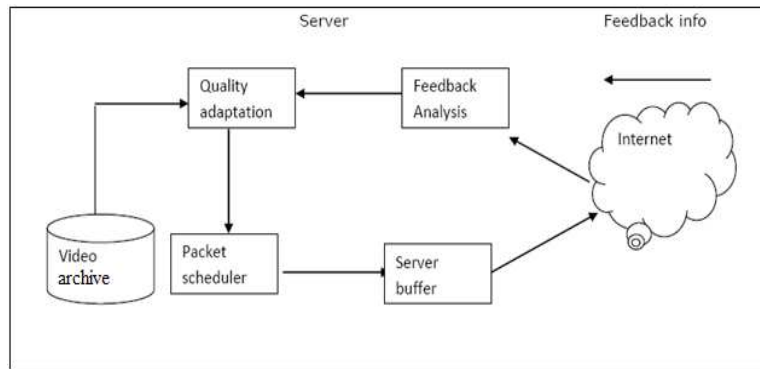 Server
Feedback info
Quality
adaptation
Feedback
Analysis
Internet
Video
archive
Packet
scheduler
Server
buffer